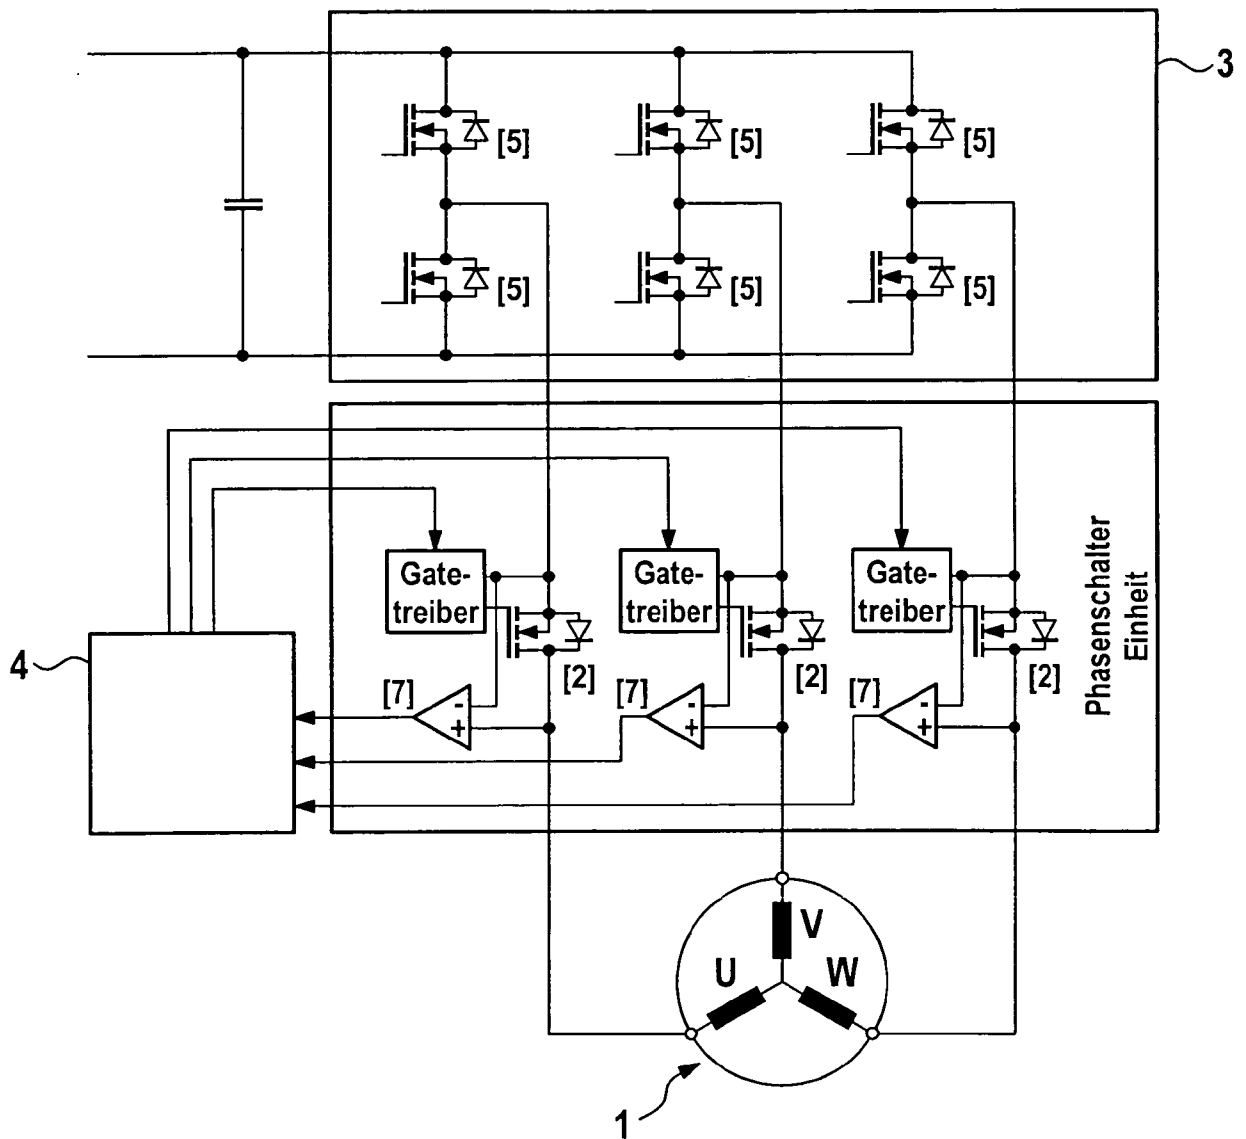 3
[5] [5] [5]
[5] [5] [5]
Gate-
treiber
Gate-
treiber
Gate-
treiber
Phasenschalter
Einheit
4
[2] [2] [2]
[7] [7] [7]
- - -
+ + +
V
U W
1